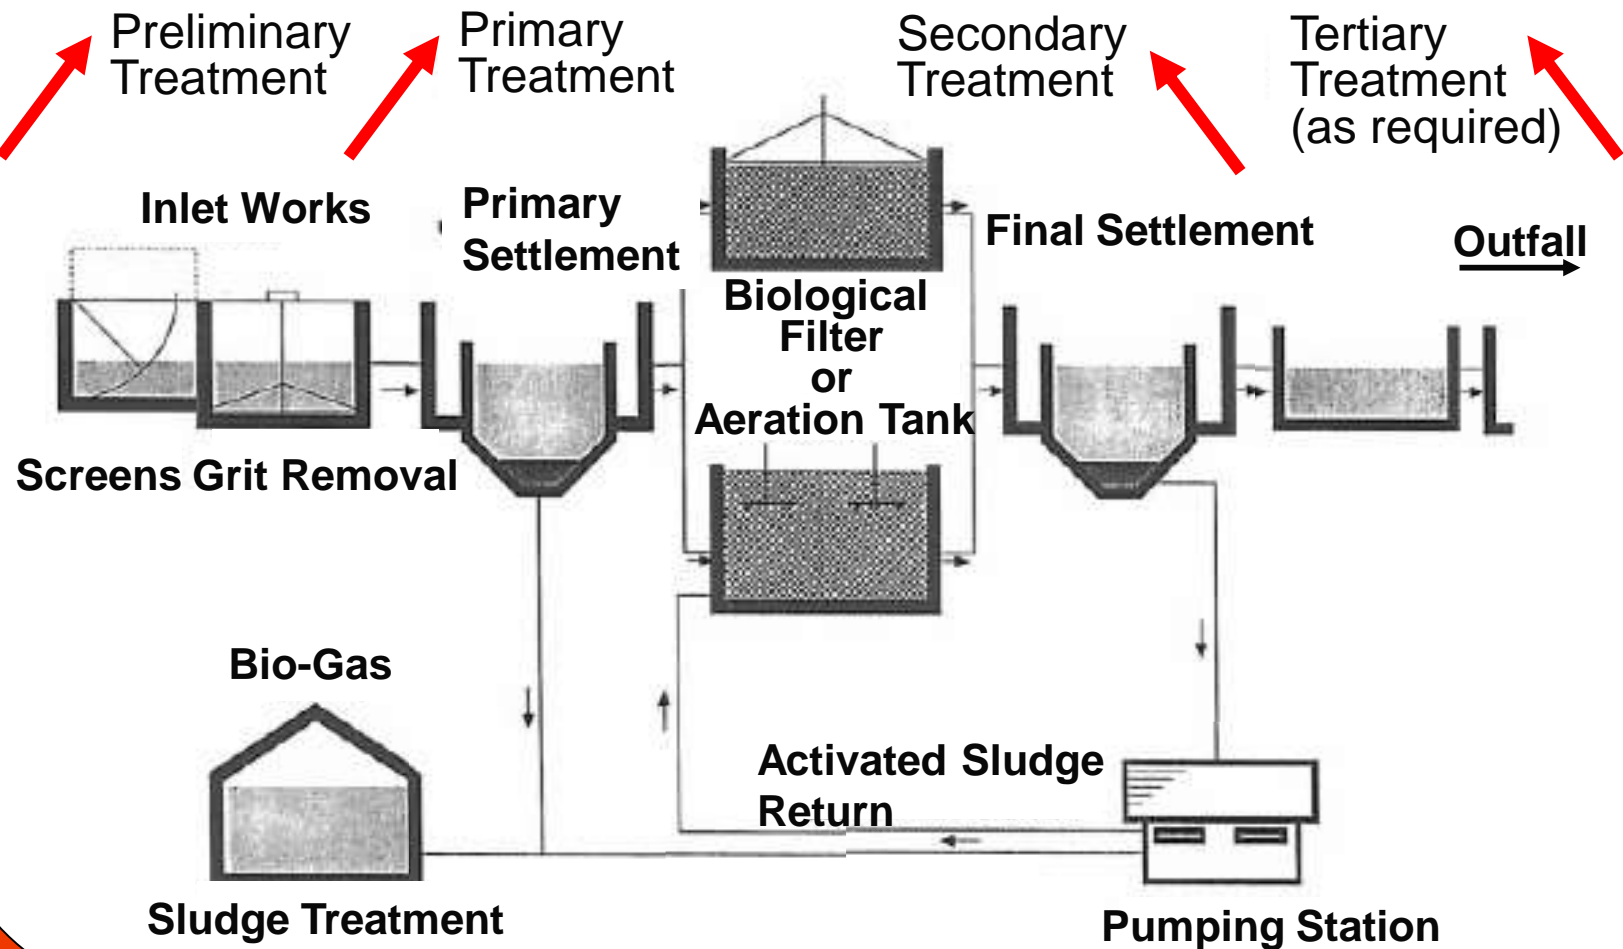 Preliminary
Treatment
Primary
Treatment
Secondary
Treatment
Tertiary
Treatment
(as required)
Inlet Works
Primary
Settlement
Final Settlement
Outfall
Biological
Filter
or
Aeration Tank
Screens Grit Removal
Bio-Gas
Activated Sludge
Return
Sludge Treatment
Pumping Station